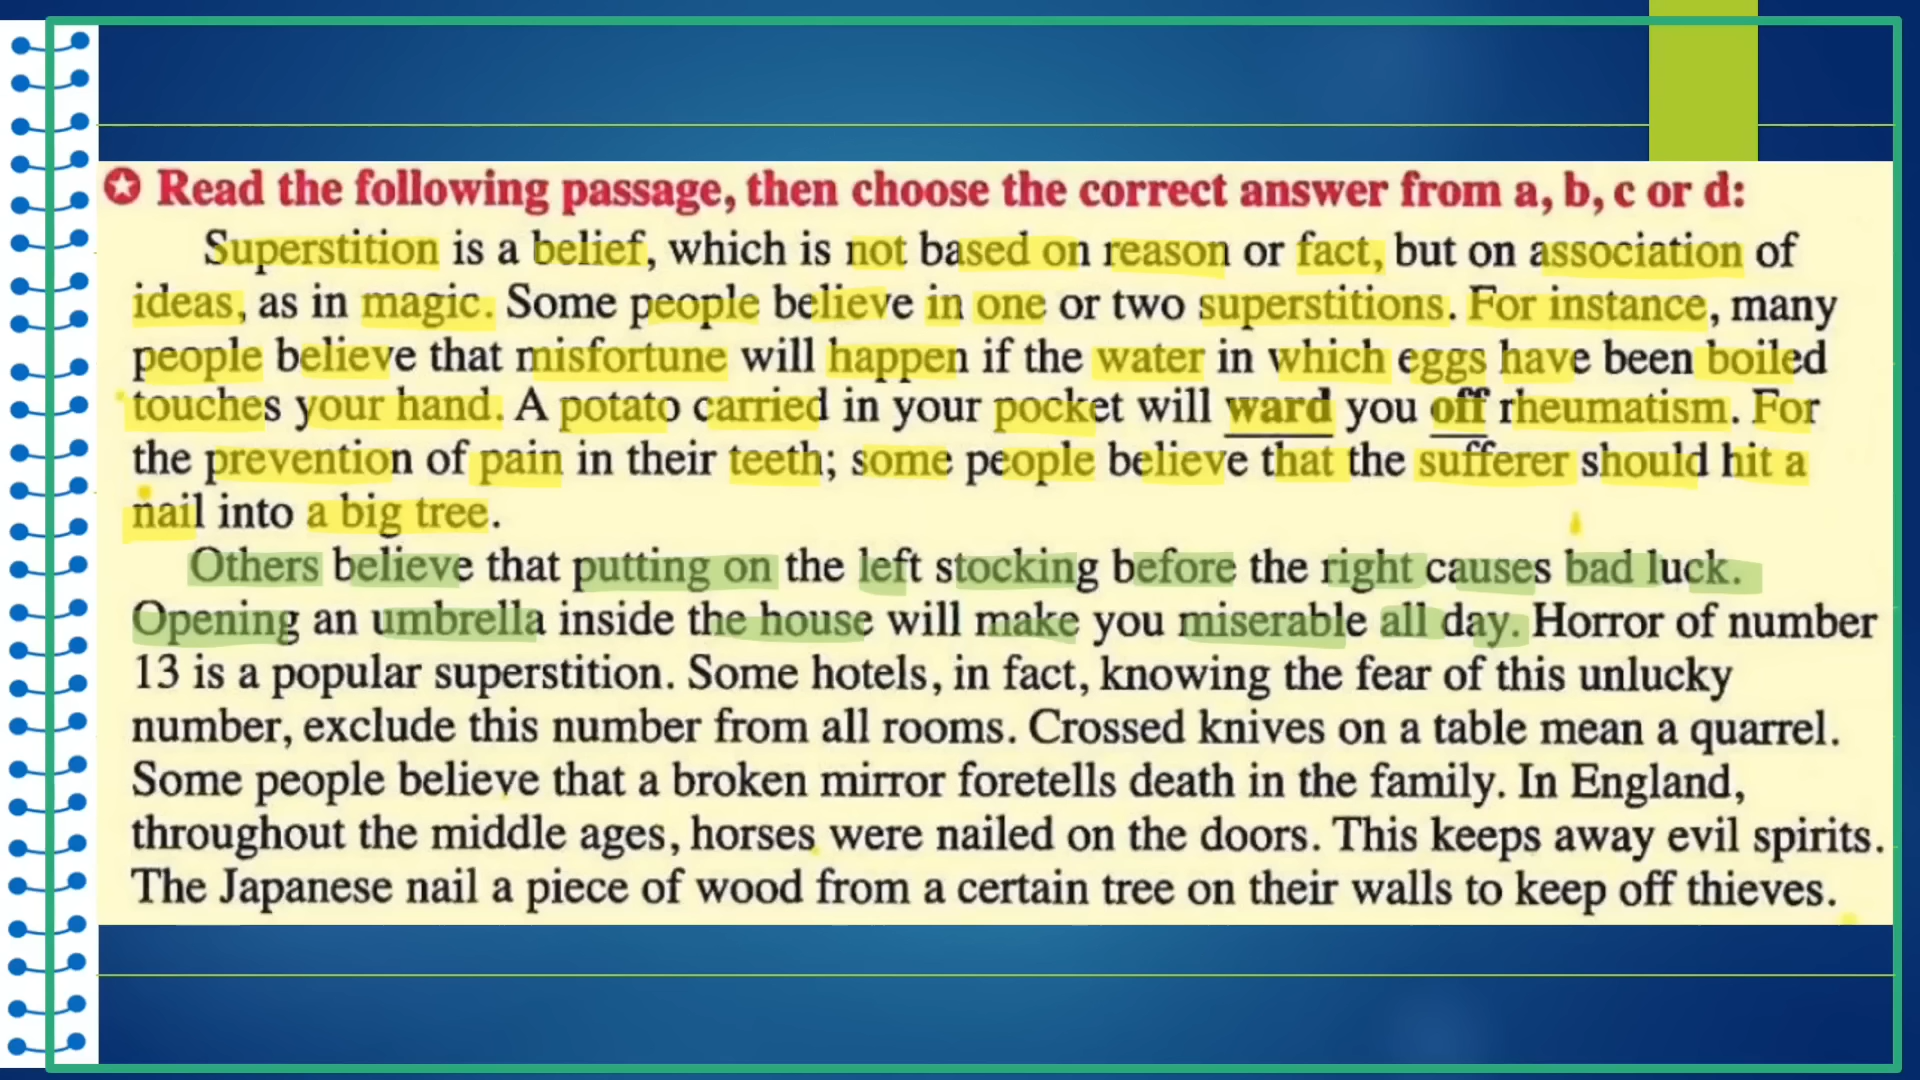 Read the following passage, then choose the correct answer from a, b, c or d:
Superstition is a belief, which is not based on reason or fact, but on association of
ideas, as in magic. Some people believe in one or two superstitions. For instance, many
people believe that misfortune will happen if the water in which eggs have been boiled
touches your hand. A potato carried in your pocket will ward you off rheumatism. For
the prevention of pain in their teeth; some people believe that the sufferer should hit a
nail into a big tree.
Others believe that putting on the left stocking before the right causes bad luck.
Opening an umbrella inside the house will make you miserable all day. Horror of number
13 is a popular superstition. Some hotels, in fact, knowing the fear of this unlucky
number, exclude this number from all rooms. Crossed knives on a table mean a quarrel.
Some people believe that a broken mirror foretells death in the family. In England,
throughout the middle ages, horses were nailed on the doors. This keeps away evil spirits.
The Japanese nail a piece of wood from a certain tree on their walls to keep off thieves.